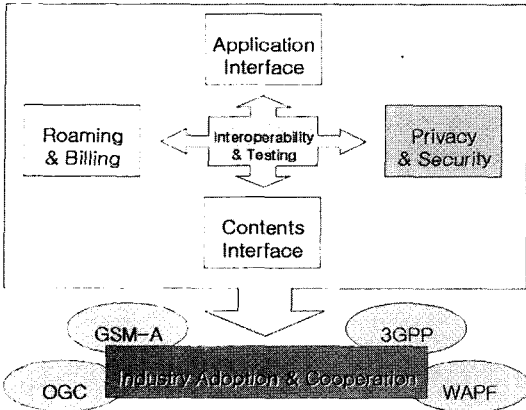 Application
Interface
Roaming
& Billing
Interoperability
& Testing
Privacy
& Security
Contents
Interface
GSM-A
3GPP
Industry Adoption & Cooperation
OGC
WAPF